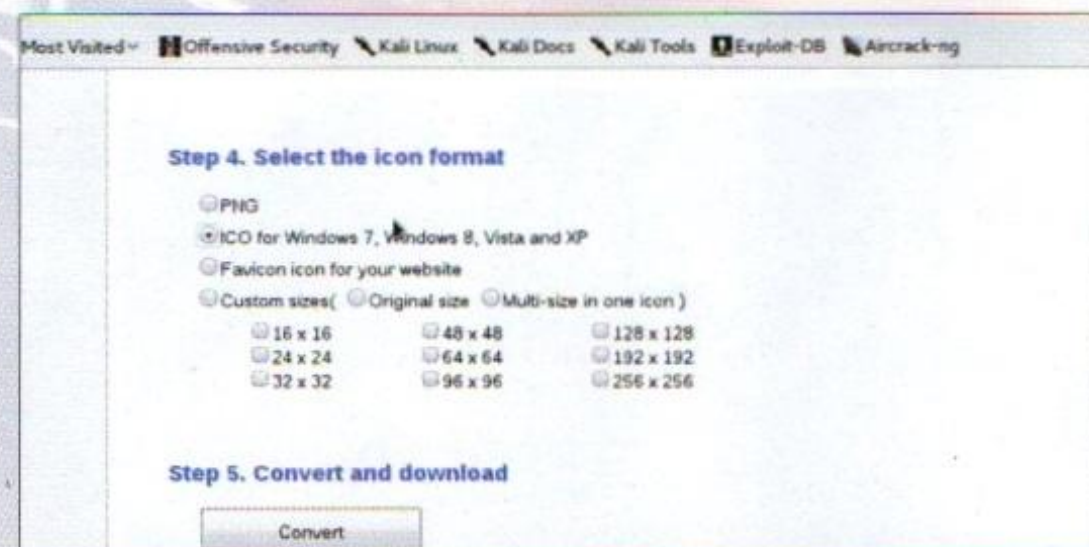 Most Visited Offensive Security Kali Linux Kali Docs Kali Tools Exploit-DB Aircrack-ng
Step 4. Select the icon format
PNG
ICO for Windows 7, Windows 8, Vista and XP
Favicon icon for your website
Custom sizes( Original size Multi-size in one icon )
16 x 16 48 x 48 128 x 128
24 x 24 64 x 64 192 x 192
32 x 32 96 x 96 256 x 256
Step 5. Convert and download
Convert